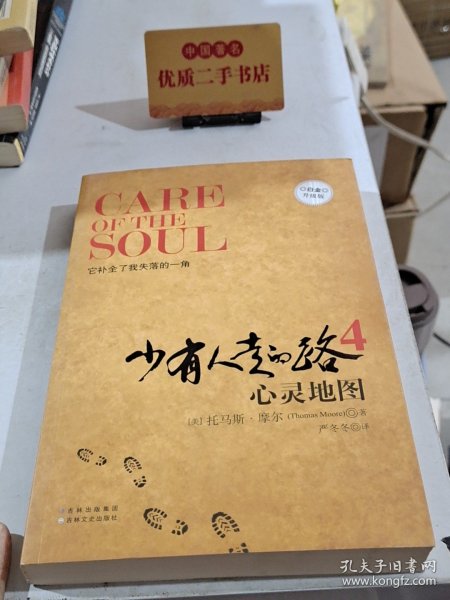 中国著名
优质二手书店
白金
升级版
CARE
OF THE
SOUL
它补全了我失落的一角
少有人走的路4
心灵地图
[美] 托马斯·摩尔 (Thomas Moore) ◎ 著
严冬冬 ◎ 译
吉林出版集团
吉林文史出版社
孔夫子旧书网
www.kongfz.com